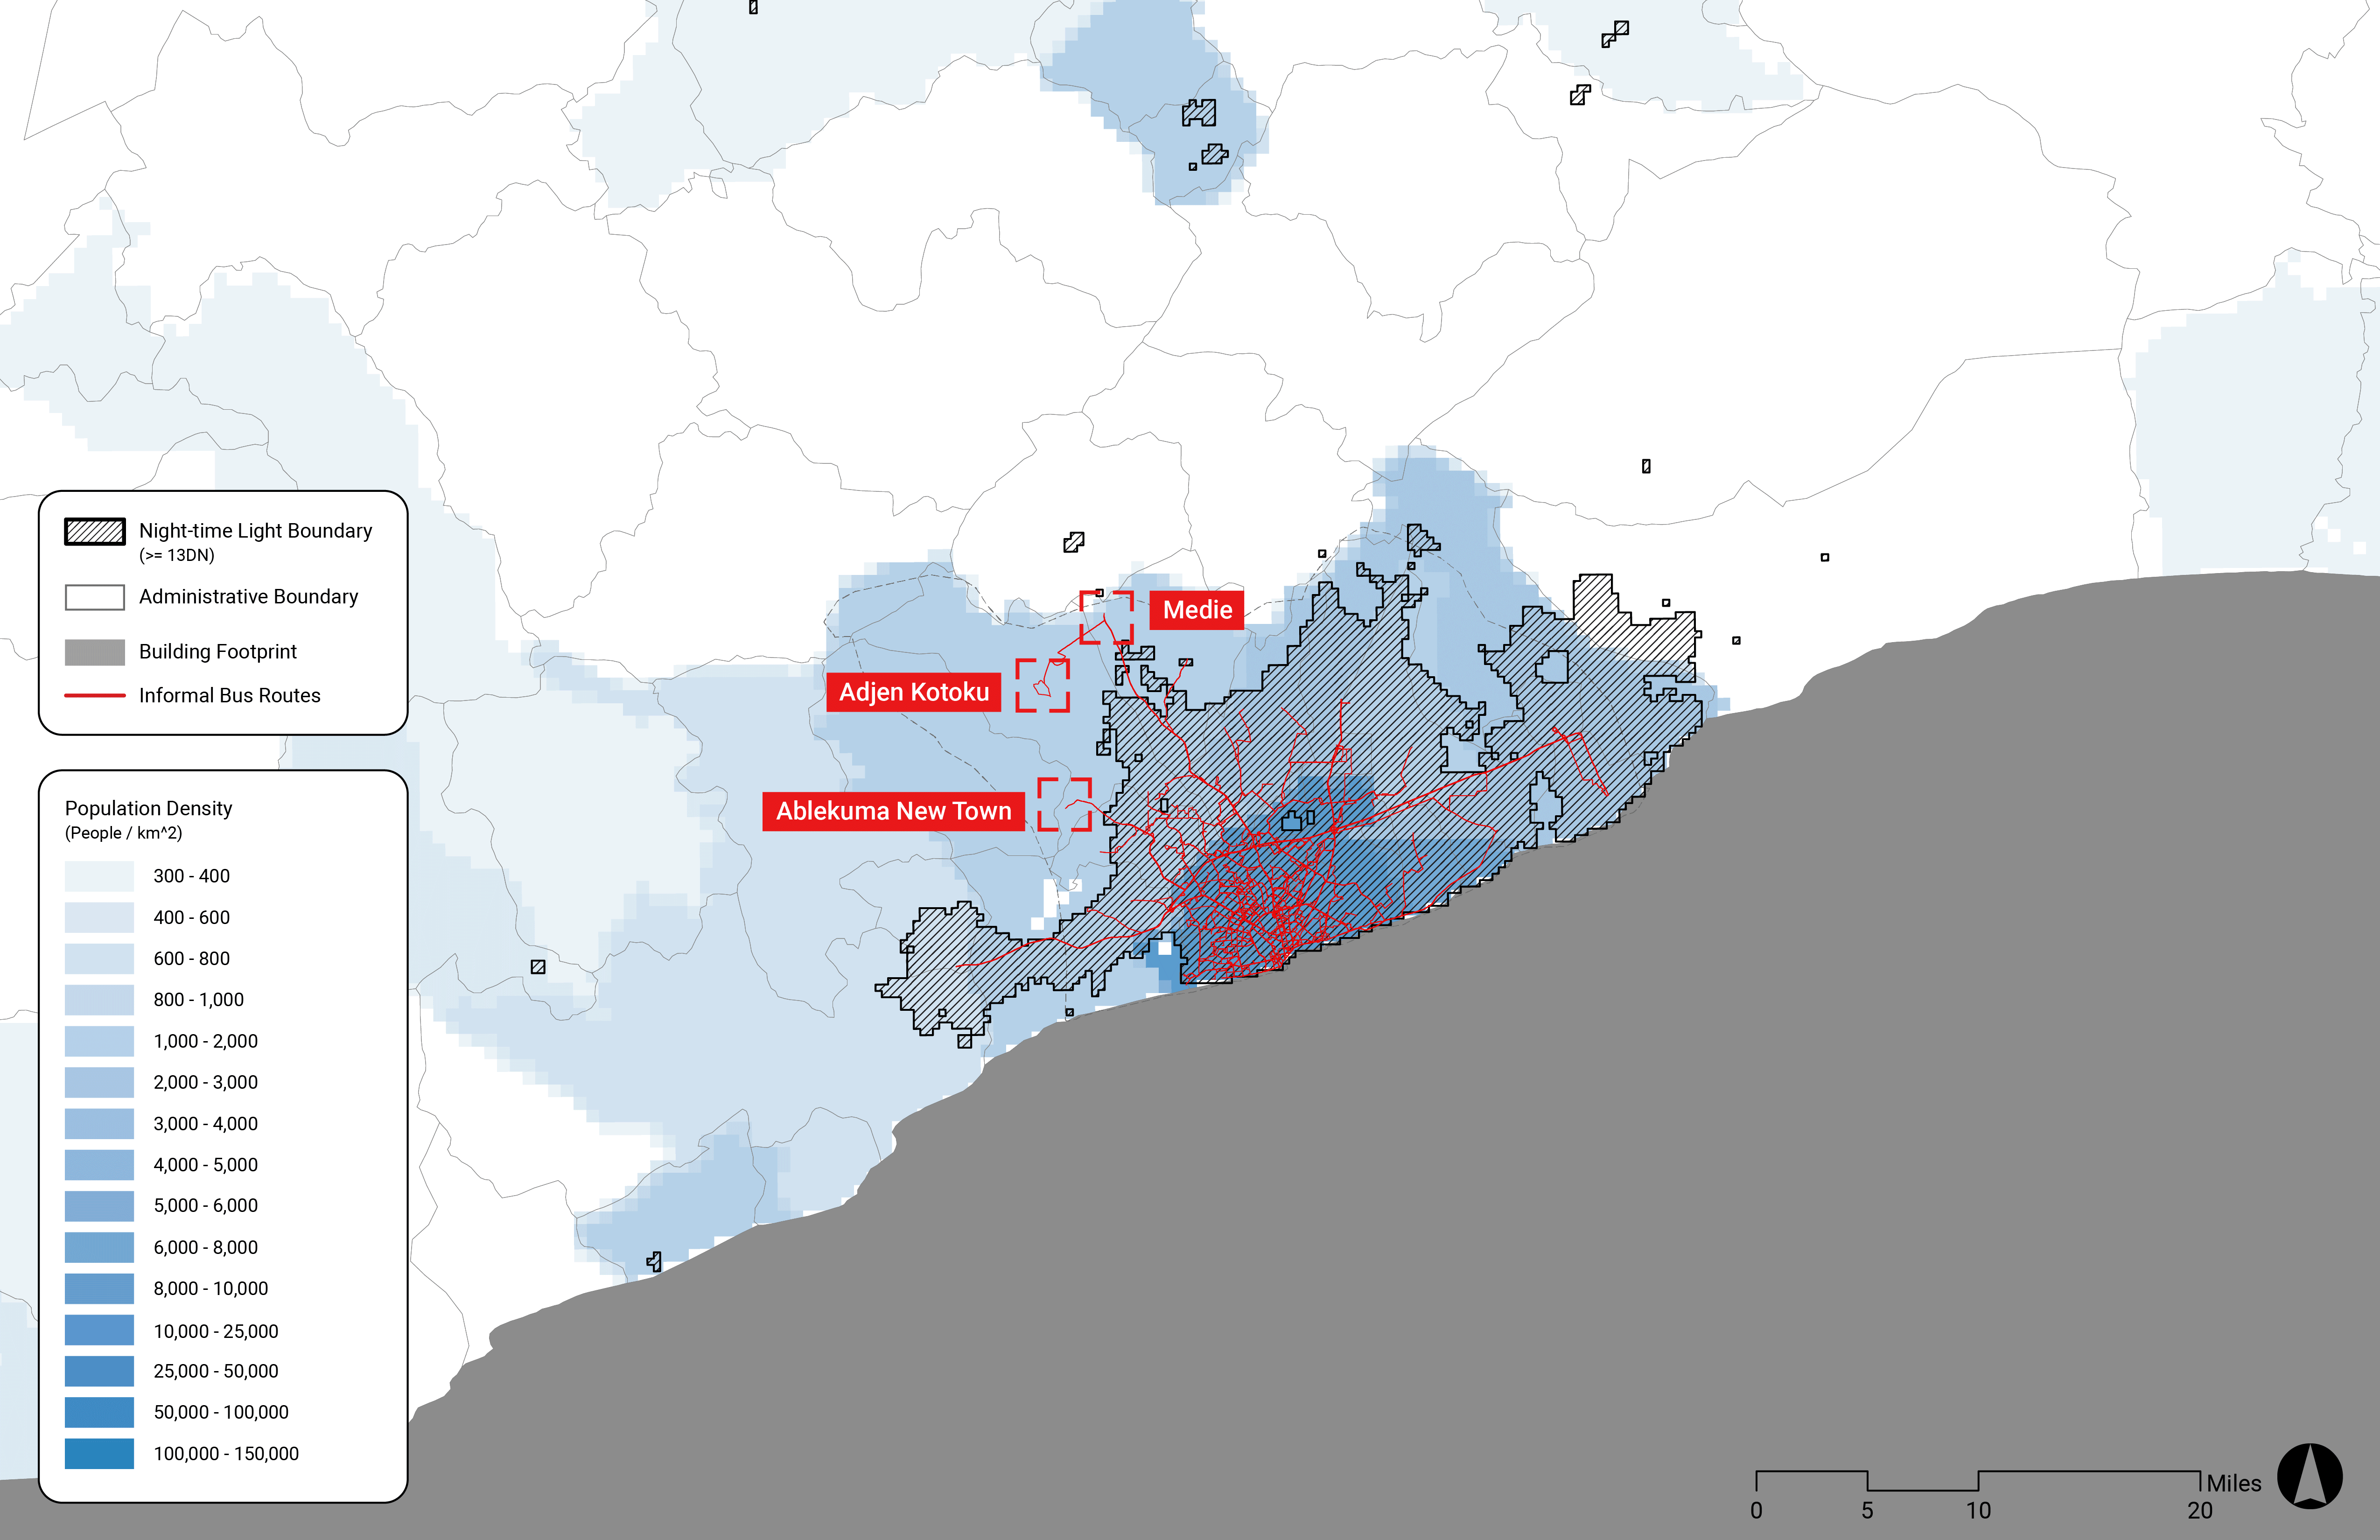 Medie
Adjen Kotoku
Ablekuma New Town
Night-time Light Boundary
(>= 13DN)
Administrative Boundary
Building Footprint
Informal Bus Routes
Population Density
(People / km^2)
300 - 400
400 - 600
600 - 800
800 - 1,000
1,000 - 2,000
2,000 - 3,000
3,000 - 4,000
4,000 - 5,000
5,000 - 6,000
6,000 - 8,000
8,000 - 10,000
10,000 - 25,000
25,000 - 50,000
50,000 - 100,000
100,000 - 150,000
Miles
0 5 10 20